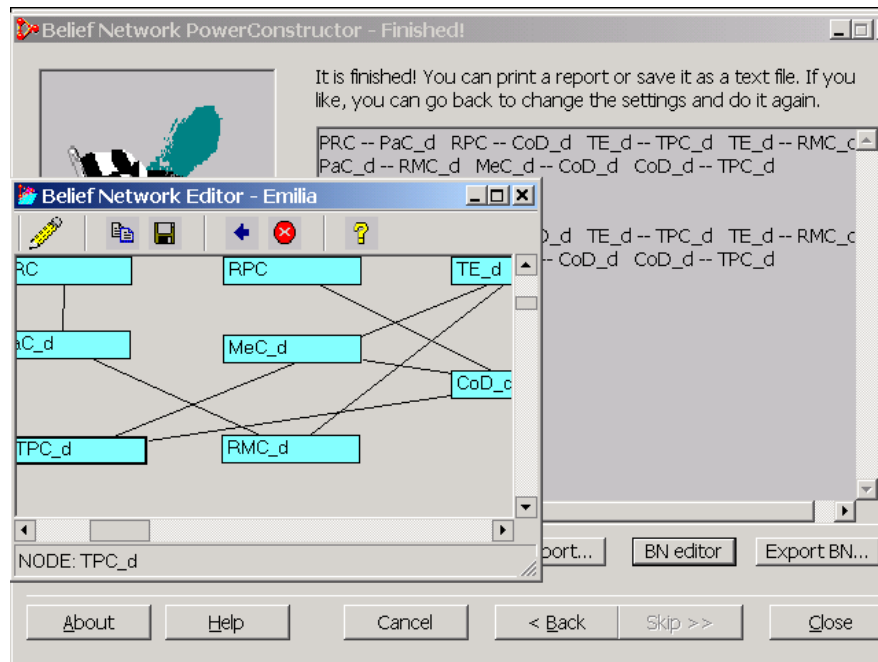 Belief Network PowerConstructor - Finished!
It is finished! You can print a report or save it as a text file. If you
like, you can go back to change the settings and do it again.
PRC -- PaC_d RPC -- CoD_d TE_d -- TPC_d TE_d -- RMC_d
PaC_d -- RMC_d MeC_d -- CoD_d CoD_d -- TPC_d
Belief Network Editor - Emilia
_d TE_d -- TPC_d TE_d -- RMC_d
-- CoD_d CoD_d -- TPC_d
RC
RPC
TE_d
aC_d
MeC_d
CoD_d
TPC_d
RMC_d
NODE: TPC_d
port...
BN editor
Export BN...
About
Help
Cancel
< Back
Skip >>
Close